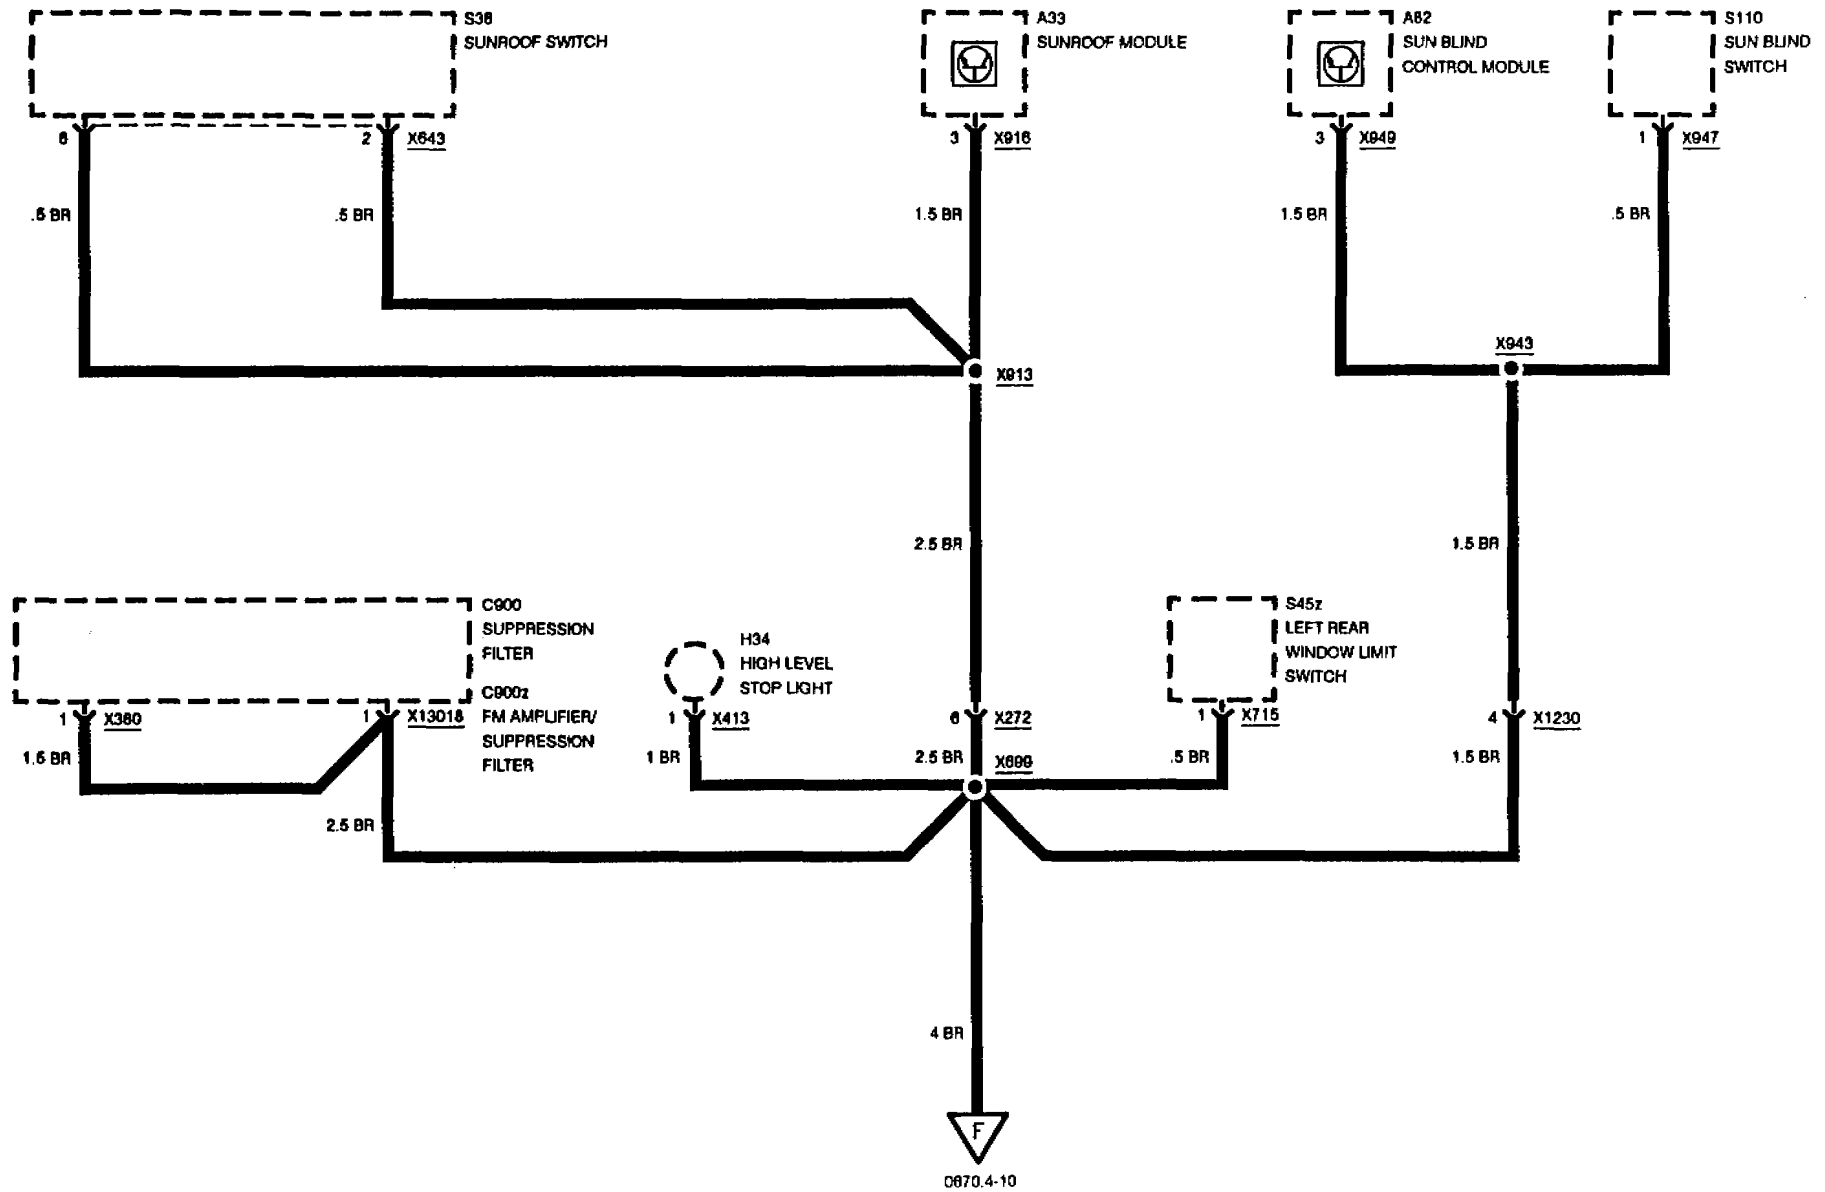 S36
SUNROOF SWITCH
A33
SUNROOF MODULE
A62
SUN BLIND
CONTROL MODULE
S110
SUN BLIND
SWITCH
6
2
X643
3
X916
3
X949
1
X947
.5 BR
.5 BR
1.5 BR
1.5 BR
.5 BR
X943
X913
2.5 BR
1.5 BR
C900
SUPPRESSION
FILTER
C900z
FM AMPLIFIER/
SUPPRESSION
FILTER
H34
HIGH LEVEL
STOP LIGHT
S45z
LEFT REAR
WINDOW LIMIT
SWITCH
1
X380
1
X13018
1
X413
6
X272
1
X715
4
X1230
1.5 BR
1 BR
2.5 BR
X699
.5 BR
1.5 BR
2.5 BR
4 BR
F
0670.4-10